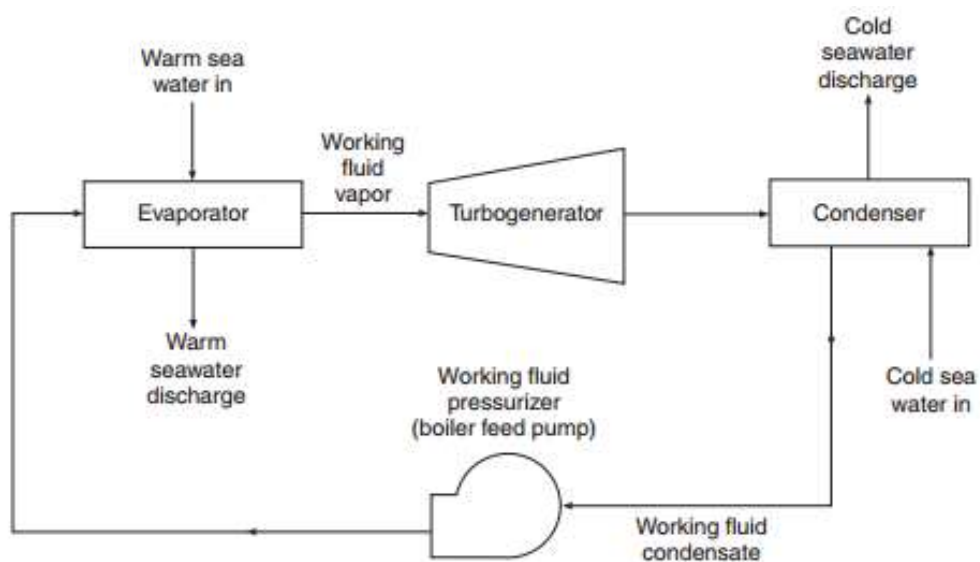 Cold
seawater
discharge
Warm sea
water in
Working
fluid
vapor
Evaporator
Turbogenerator
Condenser
Warm
seawater
discharge
Working fluid
pressurizer
(boiler feed pump)
Cold sea
water in
Working fluid
condensate